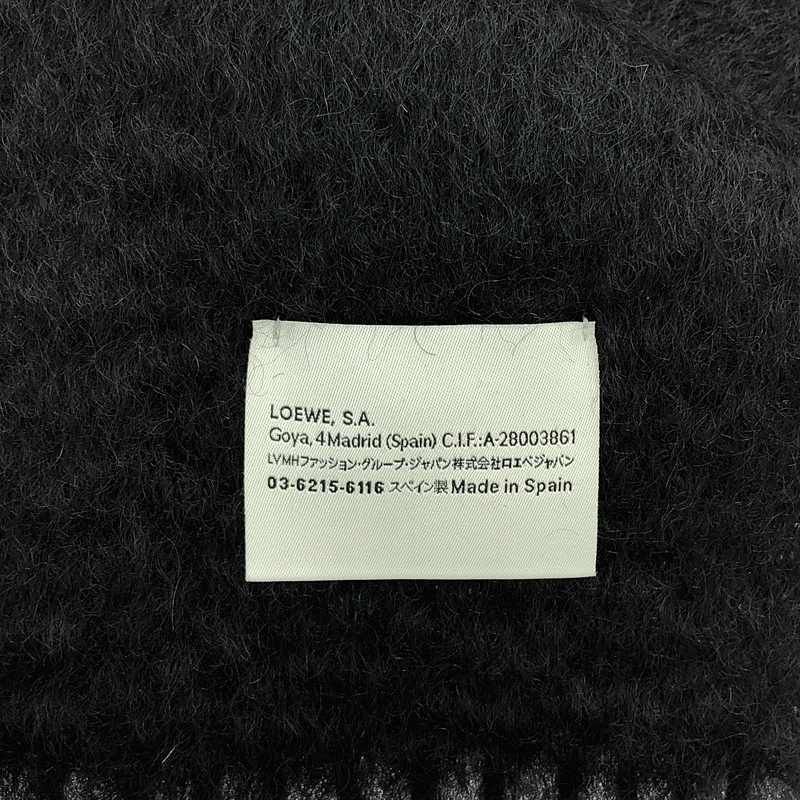 LOEWE, S.A.
Goya, 4 Madrid (Spain) C.I.F.:A-28003861
LVMHファッション・グループ・ジャパン株式会社ロエベジャパン
03-6215-6116 スペイン製 Made in Spain